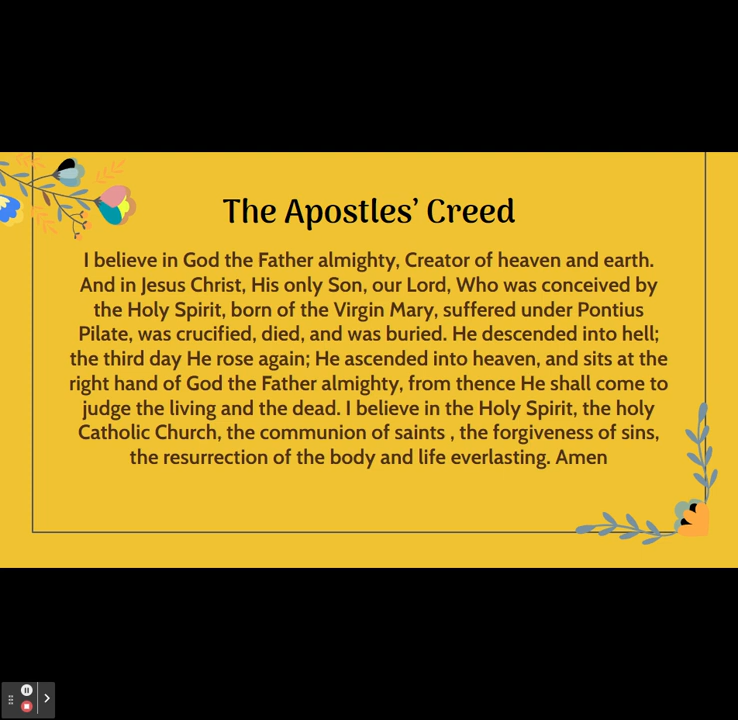 The Apostles’ Creed
I believe in God the Father almighty, Creator of heaven and earth.
And in Jesus Christ, His only Son, our Lord, Who was conceived by
the Holy Spirit, born of the Virgin Mary, suffered under Pontius
Pilate, was crucified, died, and was buried. He descended into hell;
the third day He rose again; He ascended into heaven, and sits at the
right hand of God the Father almighty, from thence He shall come to
judge the living and the dead. I believe in the Holy Spirit, the holy
Catholic Church, the communion of saints , the forgiveness of sins,
the resurrection of the body and life everlasting. Amen